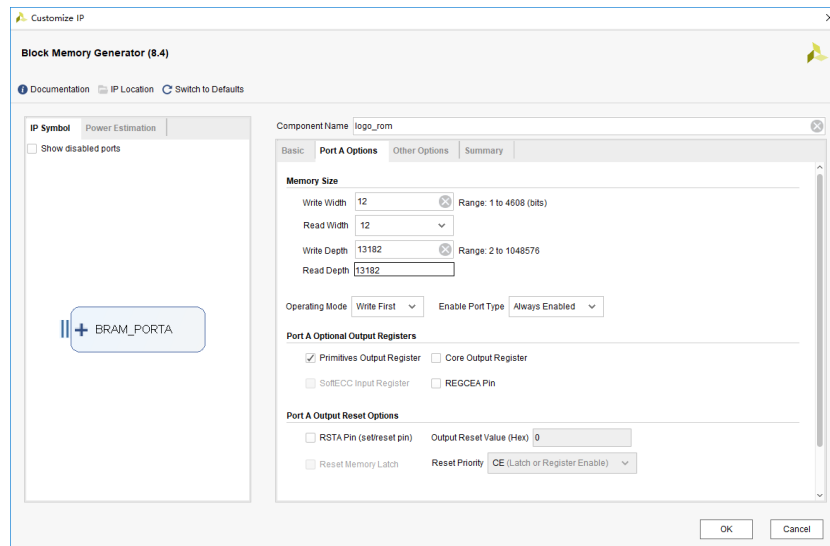 Customize IP
Block Memory Generator (8.4)
Documentation IP Location Switch to Defaults
IP Symbol Power Estimation
Show disabled ports
BRAM_PORTA
Component Name logo_rom
Basic Port A Options Other Options Summary
Memory Size
Write Width 12 Range: 1 to 4608 (bits)
Read Width 12
Write Depth 13182 Range: 2 to 1048576
Read Depth 13182
Operating Mode Write First Enable Port Type Always Enabled
Port A Optional Output Registers
Primitives Output Register Core Output Register
SoftECC Input Register REGCEA Pin
Port A Output Reset Options
RSTA Pin (set/reset pin) Output Reset Value (Hex) 0
Reset Memory Latch Reset Priority CE (Latch or Register Enable)
OK Cancel